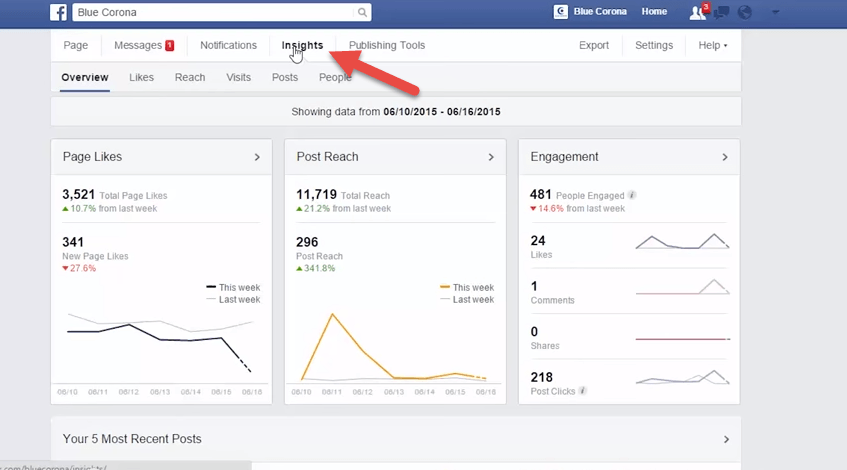 Blue Corona
Blue Corona Home 3
Page Messages 1 Notifications Insights Publishing Tools Export Settings Help
Overview Likes Reach Visits Posts People
Showing data from 06/10/2015 - 06/16/2015
Page Likes
3,521 Total Page Likes
10.7% from last week
341
New Page Likes
27.6%
This week
Last week
06/10 06/11 06/12 06/13 06/14 06/15 06/16
Post Reach
11,719 Total Reach
21.2% from last week
296
Post Reach
341.8%
This week
Last week
06/10 06/11 06/12 06/13 06/14 06/15 06/16
Engagement
481 People Engaged
14.6% from last week
24
Likes
1
Comments
0
Shares
218
Post Clicks
Your 5 Most Recent Posts